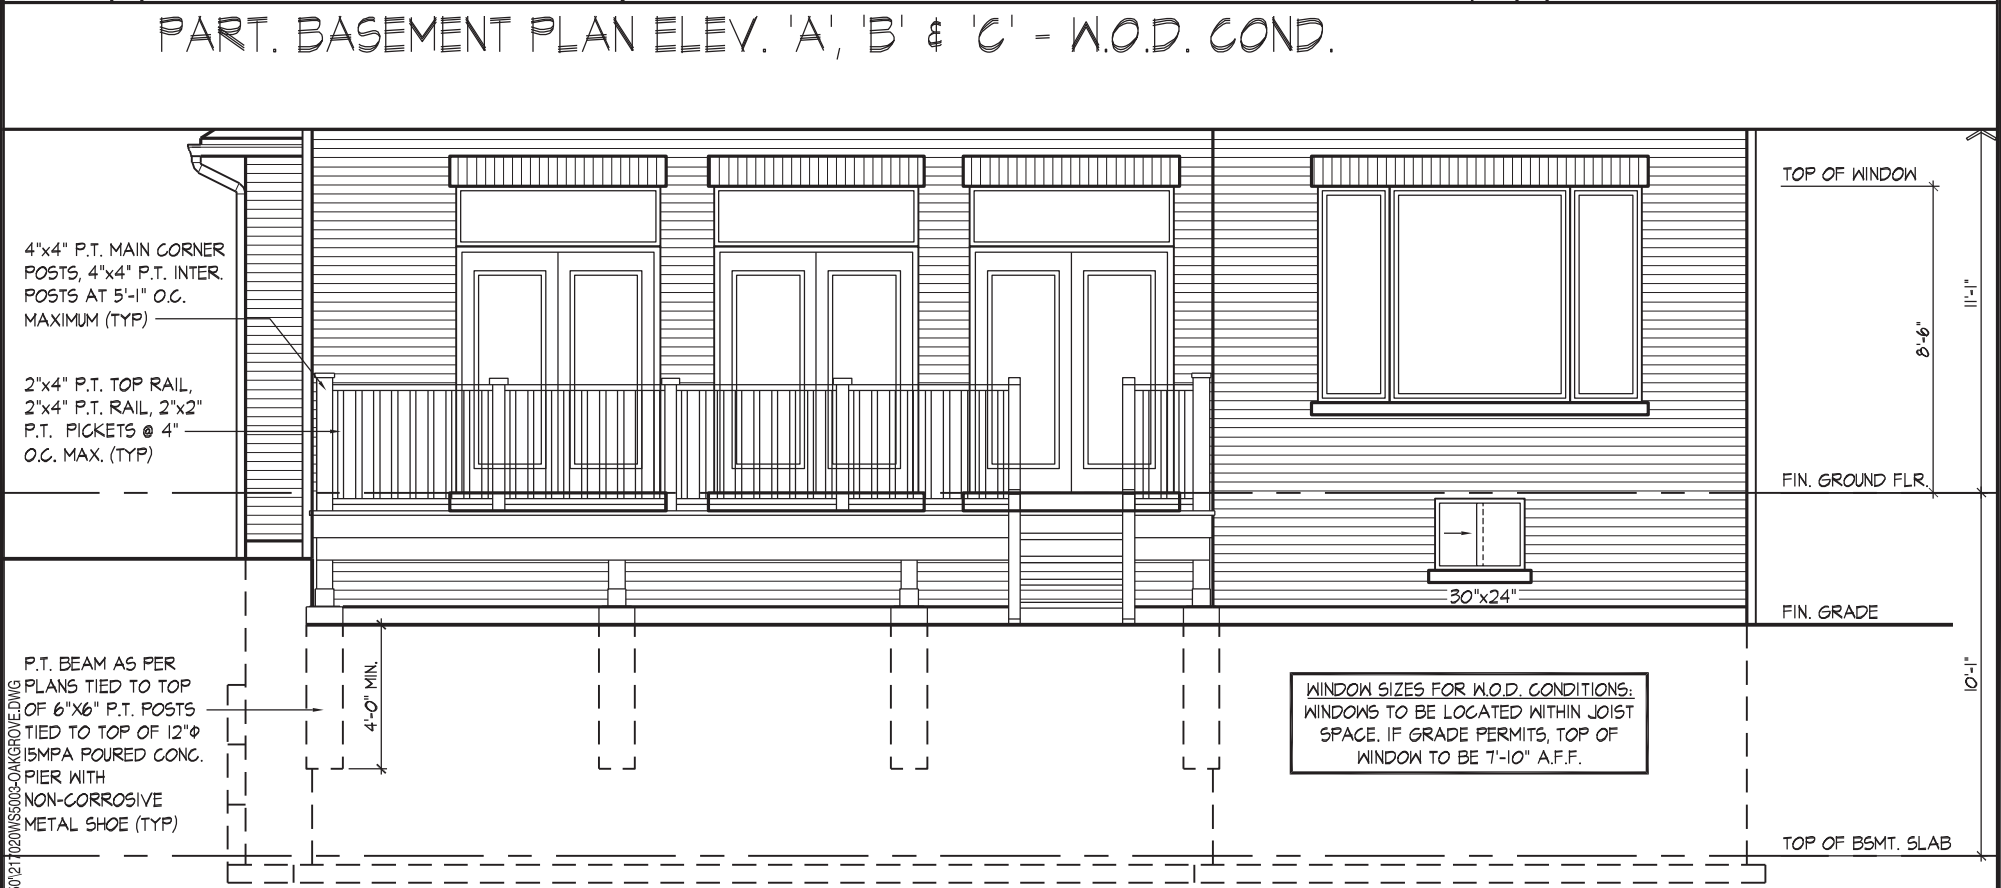 PART. BASEMENT PLAN ELEV. 'A', 'B' & 'C' - W.O.D. COND.
TOP OF WINDOW
4"x4" P.T. MAIN CORNER
POSTS, 4"x4" P.T. INTER.
POSTS AT 5'-1" O.C.
MAXIMUM (TYP)
11'-1"
8'-6"
2"x4" P.T. TOP RAIL,
2"x4" P.T. RAIL, 2"x2"
P.T. PICKETS @ 4"
O.C. MAX. (TYP)
FIN. GROUND FLR.
30"x24"
FIN. GRADE
P.T. BEAM AS PER
PLANS TIED TO TOP
OF 6"X6" P.T. POSTS
TIED TO TOP OF 12"Φ
15MPA POURED CONC.
PIER WITH
NON-CORROSIVE
METAL SHOE (TYP)
4'-0" MIN.
WINDOW SIZES FOR W.O.D. CONDITIONS:
WINDOWS TO BE LOCATED WITHIN JOIST
SPACE. IF GRADE PERMITS, TOP OF
WINDOW TO BE 7'-10" A.F.F.
10'-1"
TOP OF BSMT. SLAB
0\217020WS5003-OAKGROVE.DWG